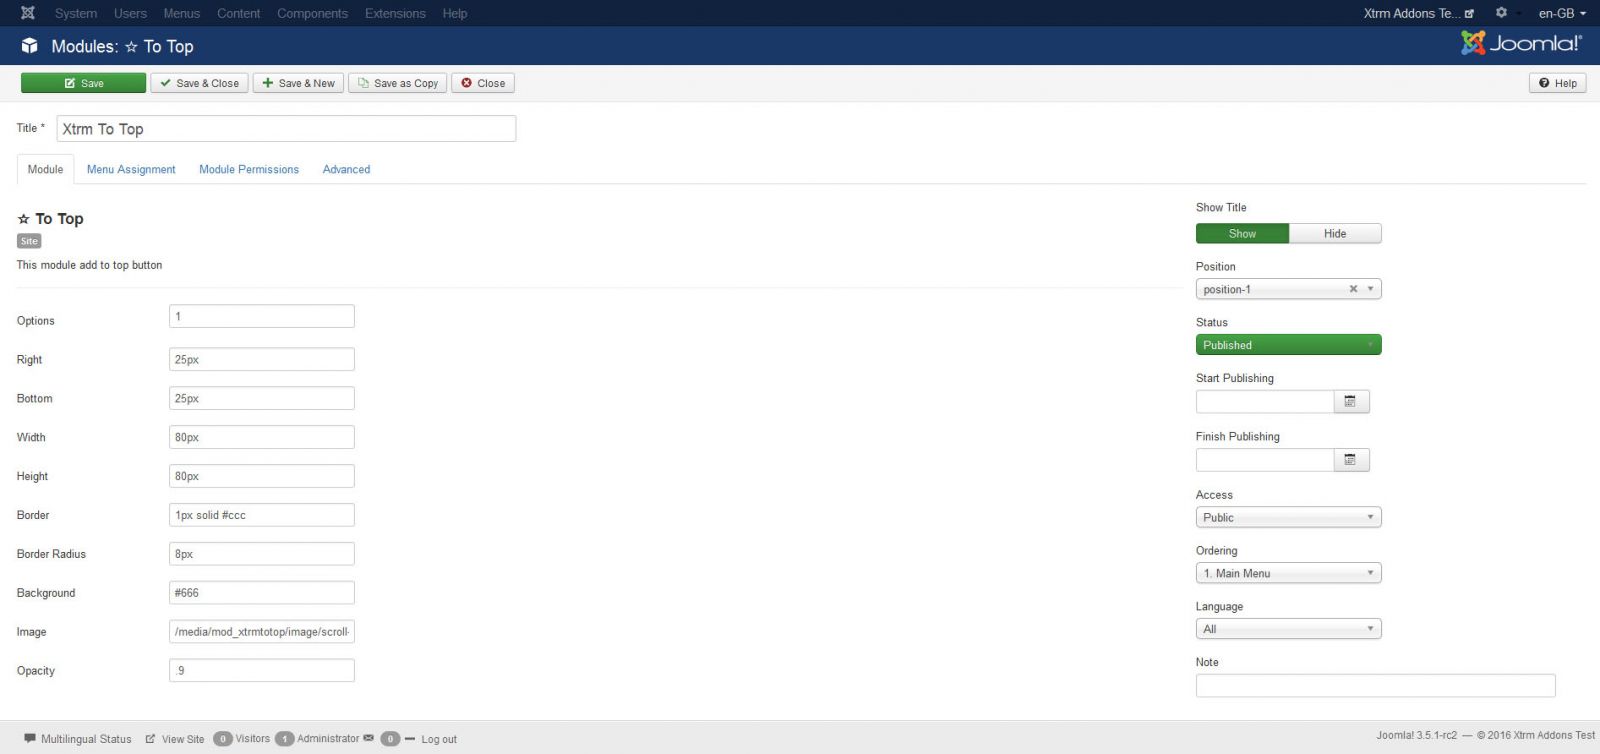 System Users Menus Content Components Extensions Help Xtrm Addons Te... en-GB
Modules: ☆ To Top Joomla!®
Save Save & Close Save & New Save as Copy Close Help
Title * Xtrm To Top
Module Menu Assignment Module Permissions Advanced
☆ To Top
Site
This module add to top button
Options 1
Right 25px
Bottom 25px
Width 80px
Height 80px
Border 1px solid #ccc
Border Radius 8px
Background #666
Image /media/mod_xtrmtotop/image/scroll-
Opacity .9
Show Title
Show Hide
Position
position-1
Status
Published
Start Publishing
Finish Publishing
Access
Public
Ordering
1. Main Menu
Language
All
Note
Multilingual Status View Site 0 Visitors 1 Administrator 0 Log out Joomla! 3.5.1-rc2 — © 2016 Xtrm Addons Test